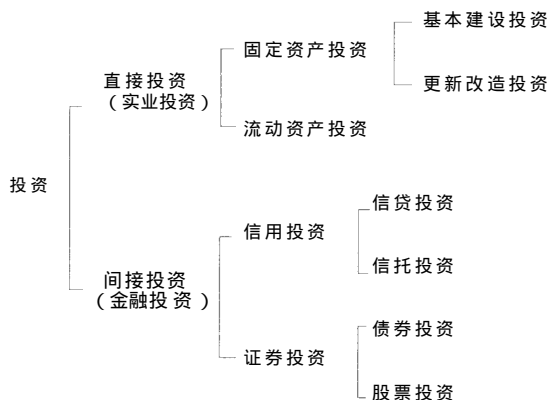 基本建设投资
固定资产投资
更新改造投资
直接投资
（实业投资）
流动资产投资
投资
信贷投资
信用投资
信托投资
间接投资
（金融投资）
债券投资
证券投资
股票投资